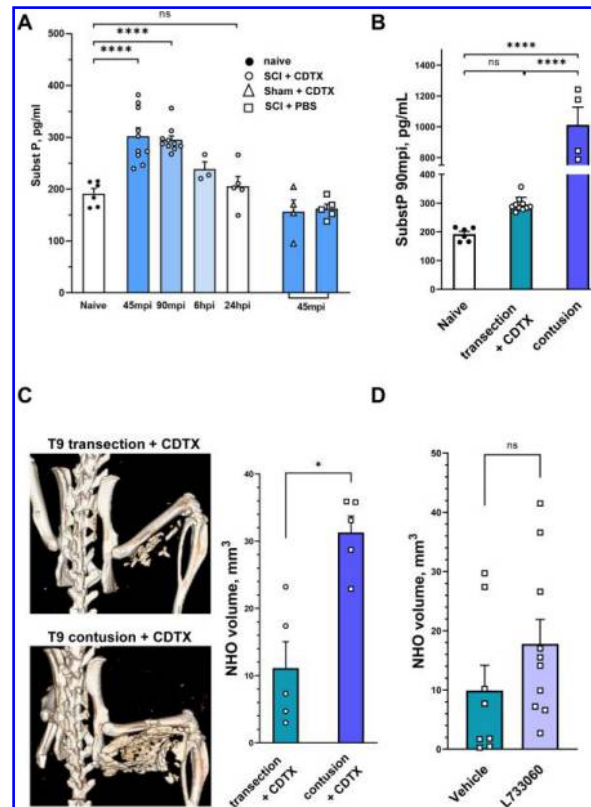 A
ns
****
****
Subst P, pg/ml
400
300
200
100
0
naive
SCI + CDTX
Sham + CDTX
SCI + PBS
Naive
45mpi
90mpi
6hpi
24hpi
45mpi
B
****
ns
****
SubstP 90mpi, pg/mL
1400
1200
1000
800
300
200
100
0
Naive
transection
+ CDTX
contusion
C
T9 transection + CDTX
T9 contusion + CDTX
*
NHO volume, mm3
40
30
20
10
0
transection
+ CDTX
contusion
+ CDTX
D
ns
NHO volume, mm3
50
40
30
20
10
0
Vehicle
L733060